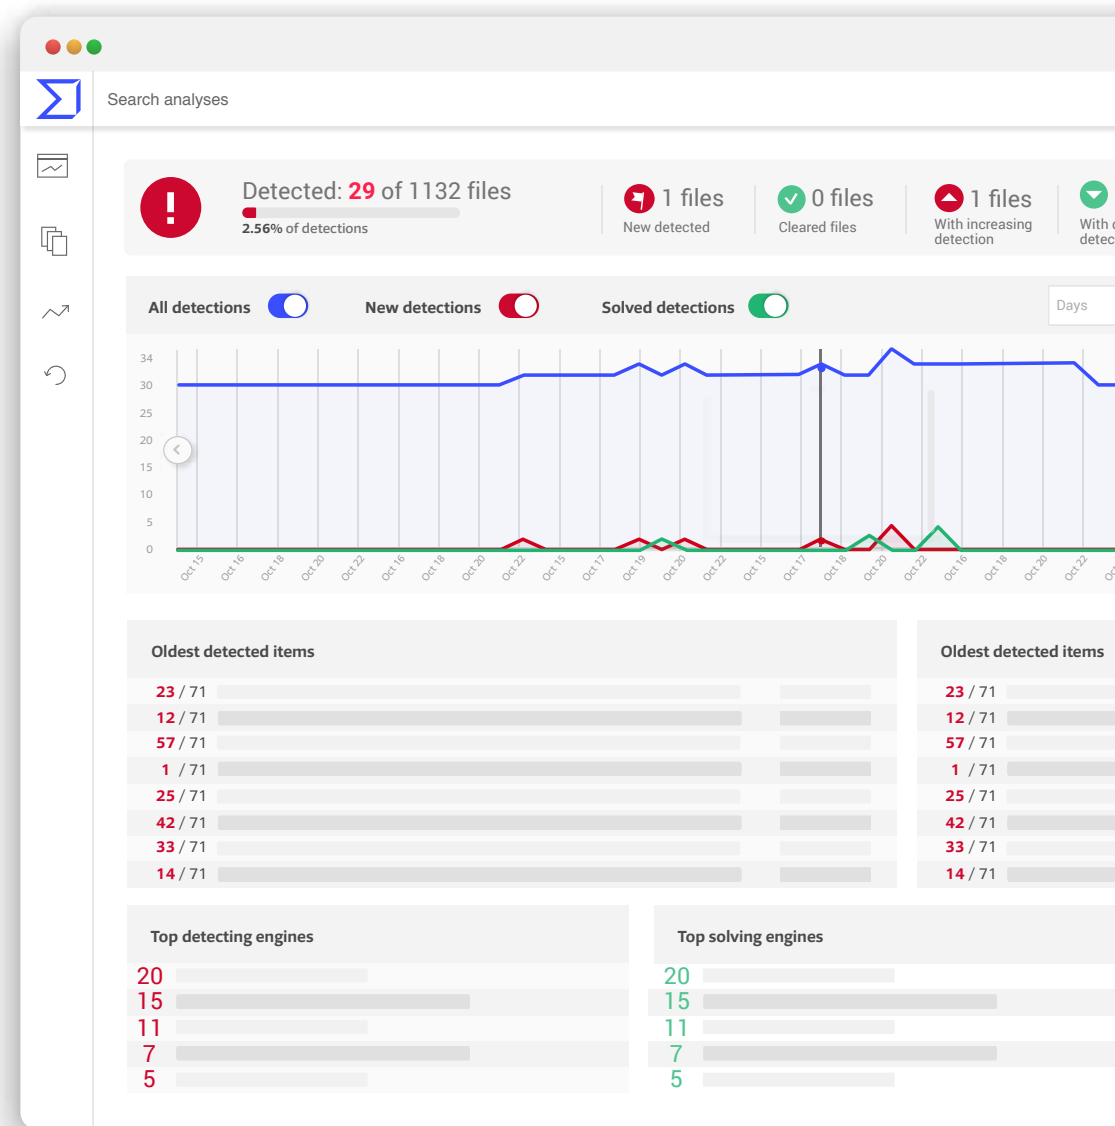 Search analyses
Detected: 29 of 1132 files
2.56% of detections
1 files
New detected
0 files
Cleared files
1 files
With increasing
detection
With
All detections
New detections
Solved detections
Days
34
30
25
20
15
10
5
0
Oct 15
Oct 16
Oct 18
Oct 20
Oct 22
Oct 16
Oct 18
Oct 20
Oct 22
Oct 15
Oct 17
Oct 19
Oct 20
Oct 22
Oct 15
Oct 17
Oct 18
Oct 20
Oct 22
Oct 16
Oct 18
Oct 20
Oct 22
Oldest detected items
23 / 71
12 / 71
57 / 71
1 / 71
25 / 71
42 / 71
33 / 71
14 / 71
Oldest detected items
23 / 71
12 / 71
57 / 71
1 / 71
25 / 71
42 / 71
33 / 71
14 / 71
Top detecting engines
20
15
11
7
5
Top solving engines
20
15
11
7
5